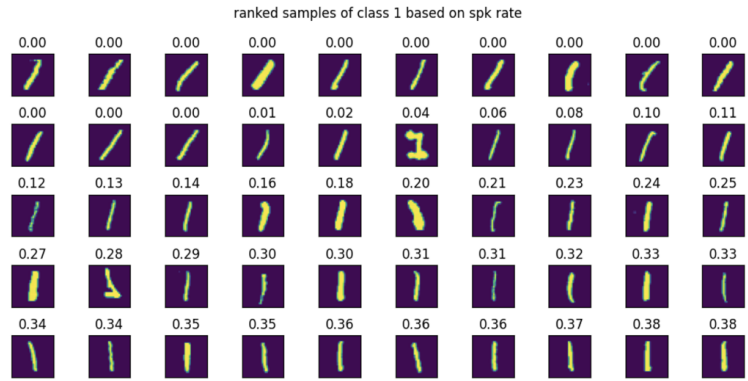 ranked samples of class 1 based on spk rate
0.00 0.00 0.00 0.00 0.00 0.00 0.00 0.00 0.00 0.00
0.00 0.00 0.00 0.01 0.02 0.04 0.06 0.08 0.10 0.11
0.12 0.13 0.14 0.16 0.18 0.20 0.21 0.23 0.24 0.25
0.27 0.28 0.29 0.30 0.30 0.31 0.31 0.32 0.33 0.33
0.34 0.34 0.35 0.35 0.36 0.36 0.36 0.37 0.38 0.38